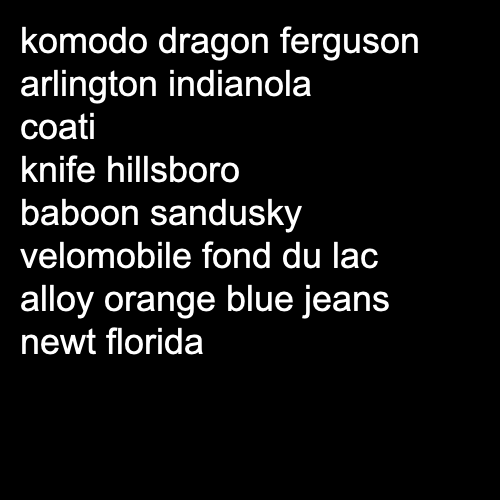 komodo dragon ferguson
arlington indianola
coati
knife hillsboro
baboon sandusky
velomobile fond du lac
alloy orange blue jeans
newt florida